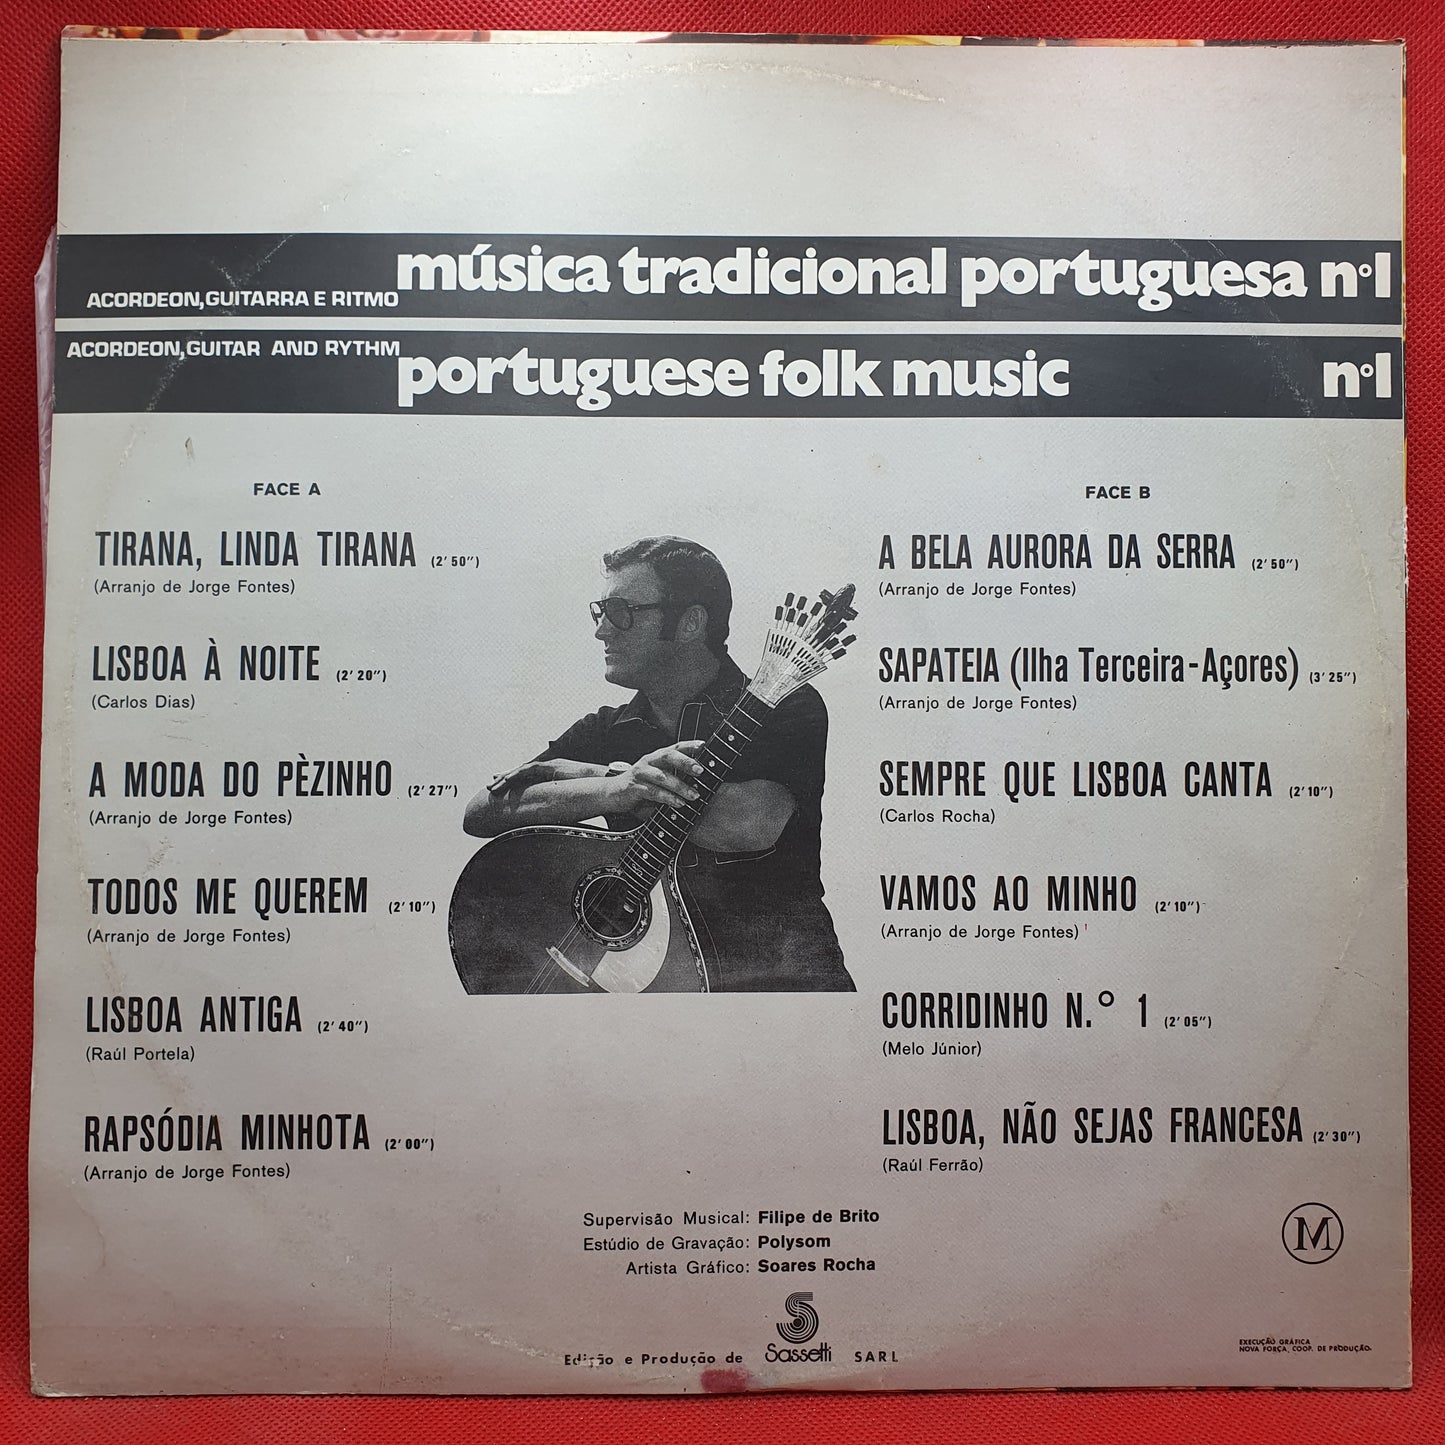 ACORDEON,GUITARRA E RITMO música tradicional portuguesa nº1
ACORDEON,GUITAR AND RYTHM portuguese folk music nº1
FACE A
TIRANA, LINDA TIRANA (2'50")
(Arranjo de Jorge Fontes)
LISBOA À NOITE (2'20")
(Carlos Dias)
A MODA DO PÈZINHO (2'27")
(Arranjo de Jorge Fontes)
TODOS ME QUEREM (2'10")
(Arranjo de Jorge Fontes)
LISBOA ANTIGA (2'40")
(Raúl Portela)
RAPSÓDIA MINHOTA (2'00")
(Arranjo de Jorge Fontes)
FACE B
A BELA AURORA DA SERRA (2'50")
(Arranjo de Jorge Fontes)
SAPATEIA (Ilha Terceira-Açores) (3'25")
(Arranjo de Jorge Fontes)
SEMPRE QUE LISBOA CANTA (2'10")
(Carlos Rocha)
VAMOS AO MINHO (2'10")
(Arranjo de Jorge Fontes)
CORRIDINHO N.º 1 (2'05")
(Melo Júnior)
LISBOA, NÃO SEJAS FRANCESA (2'30")
(Raúl Ferrão)
Supervisão Musical: Filipe de Brito
Estúdio de Gravação: Polysom
Artista Gráfico: Soares Rocha
M
Edição e Produção de Sassetti SARL
EXECUÇÃO GRÁFICA
NOVA FORÇA, COOP. DE PRODUÇÃO.